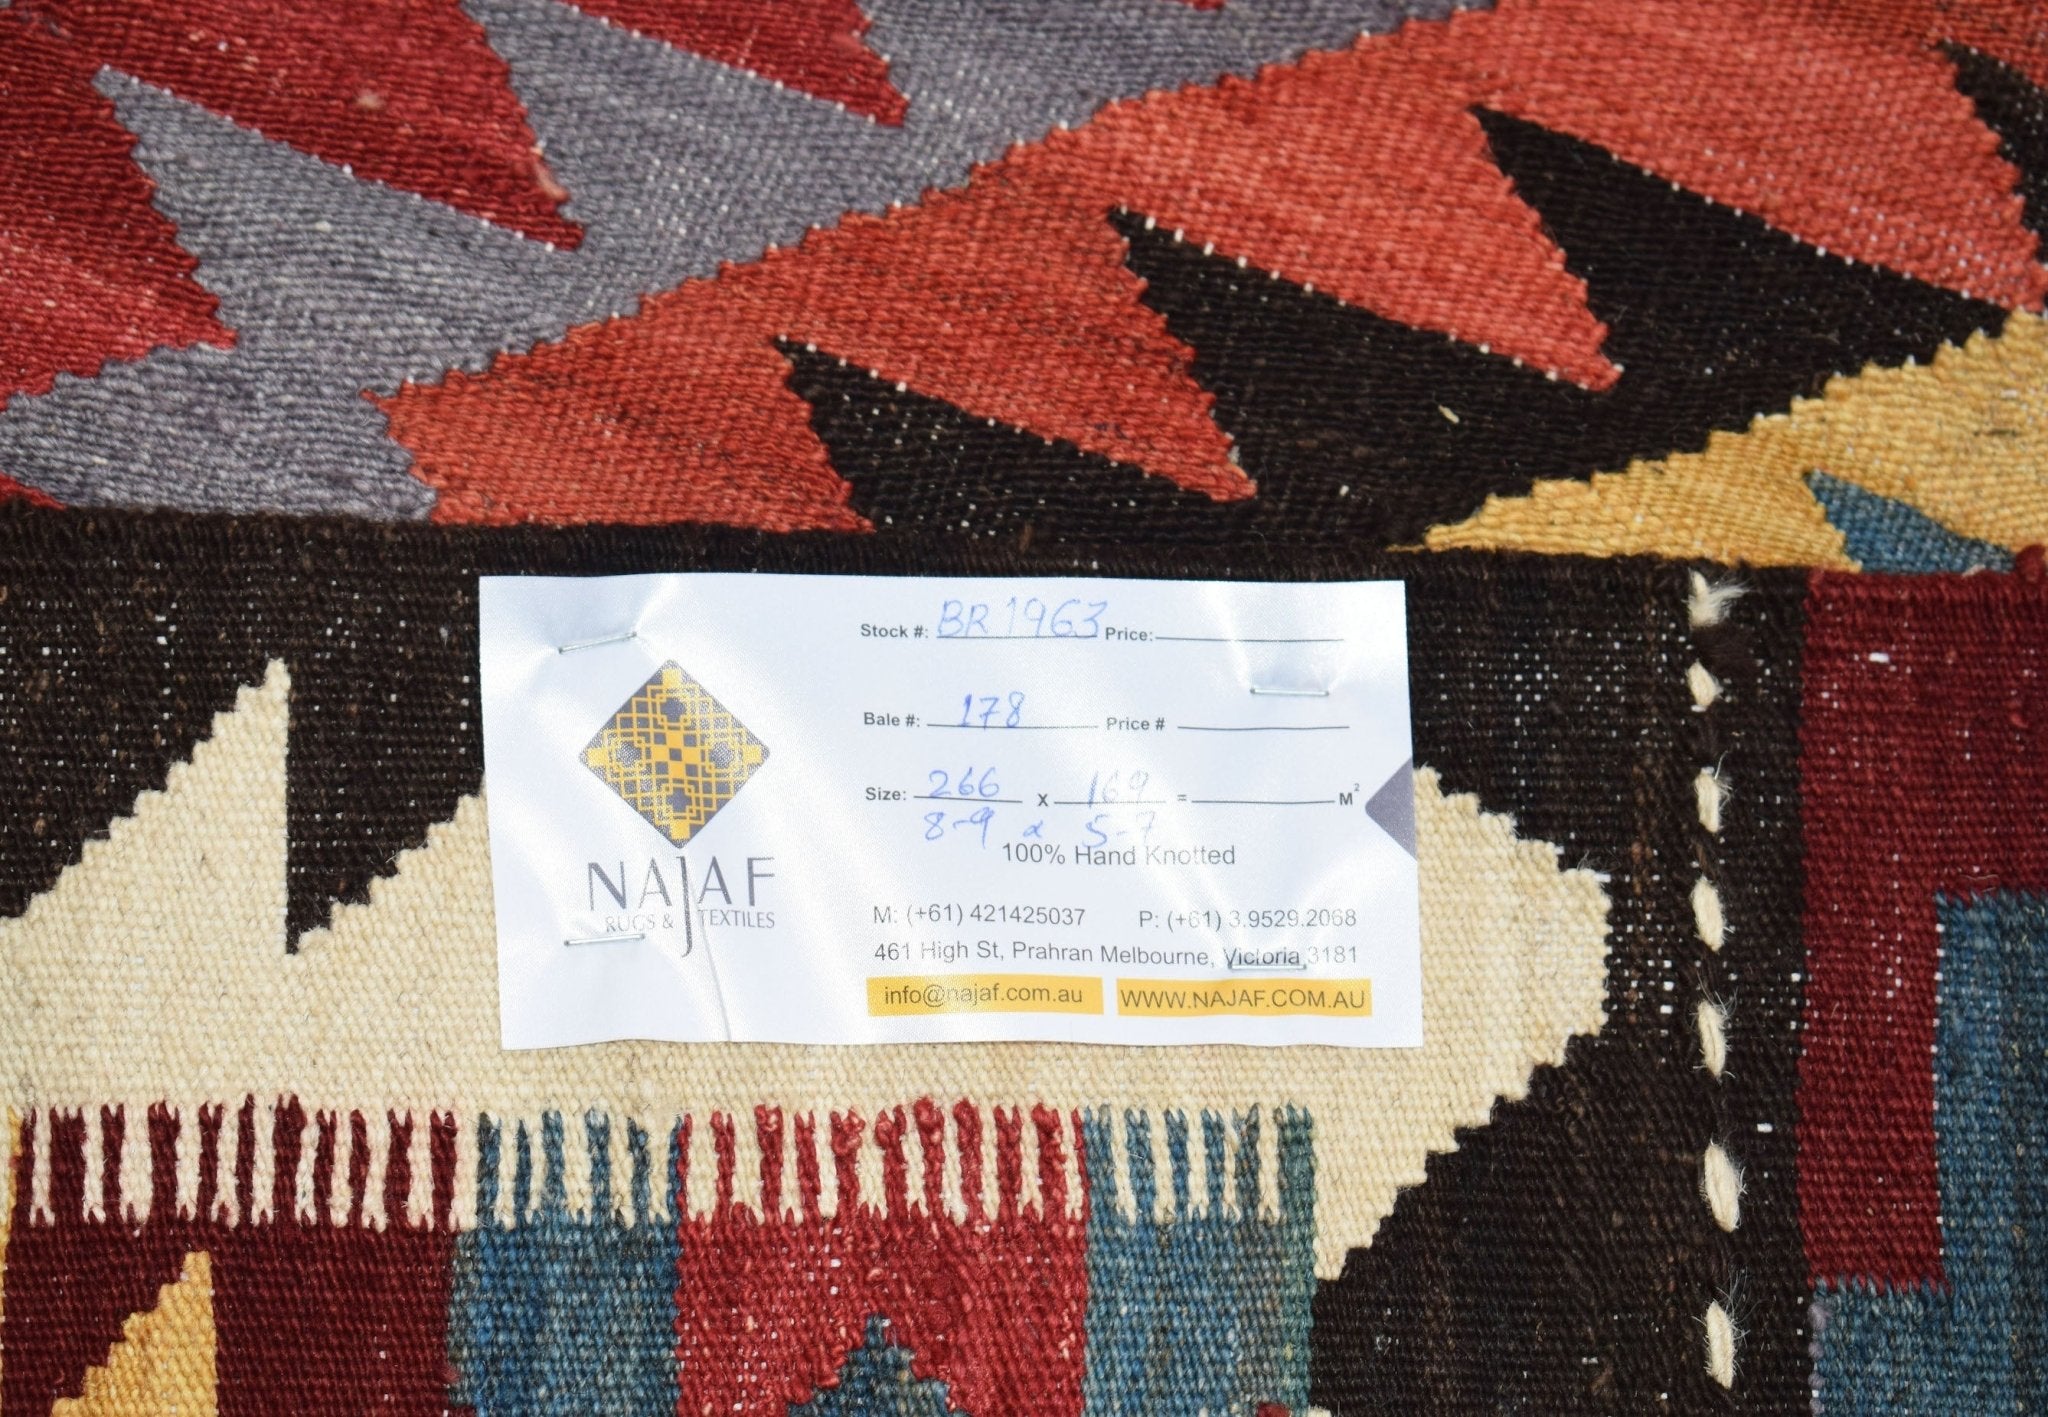 Stock #: BR1963 Price:
Bale #: 178 Price #
Size: 266 x 169 = M²
8-9 x 5-7
100% Hand Knotted
NAJAF
RUGS & TEXTILES
M: (+61) 421425037 P: (+61) 3.9529.2068
461 High St, Prahran Melbourne, Victoria 3181
info@najaf.com.au WWW.NAJAF.COM.AU